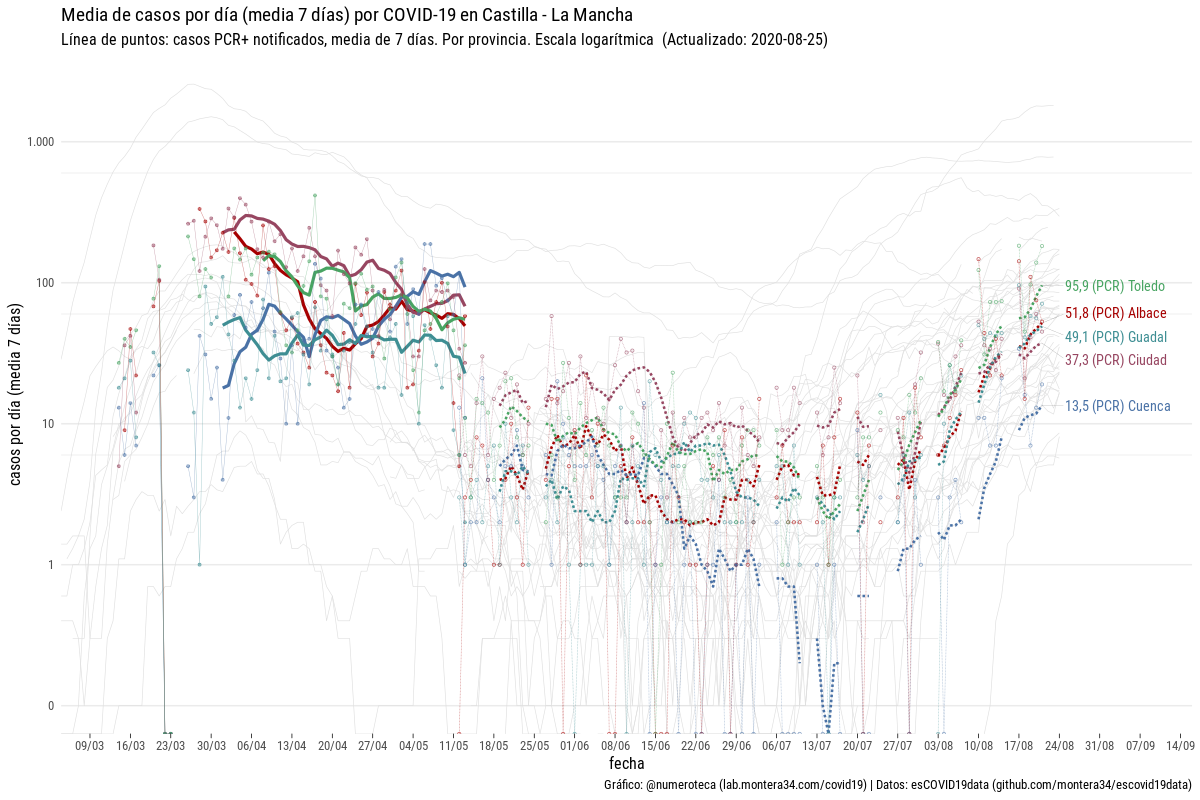 Media de casos por día (media 7 días) por COVID-19 en Castilla - La Mancha
Línea de puntos: casos PCR+ notificados, media de 7 días. Por provincia. Escala logarítmica  (Actualizado: 2020-08-25)
casos por día (media 7 días)
1.000
100
10
1
0
95,9 (PCR) Toledo
51,8 (PCR) Albace
49,1 (PCR) Guadal
37,3 (PCR) Ciudad
13,5 (PCR) Cuenca
09/03 16/03 23/03 30/03 06/04 13/04 20/04 27/04 04/05 11/05 18/05 25/05 01/06 08/06 15/06 22/06 29/06 06/07 13/07 20/07 27/07 03/08 10/08 17/08 24/08 31/08 07/09 14/09
fecha
Gráfico: @numeroteca (lab.montera34.com/covid19) | Datos: esCOVID19data (github.com/montera34/escovid19data)